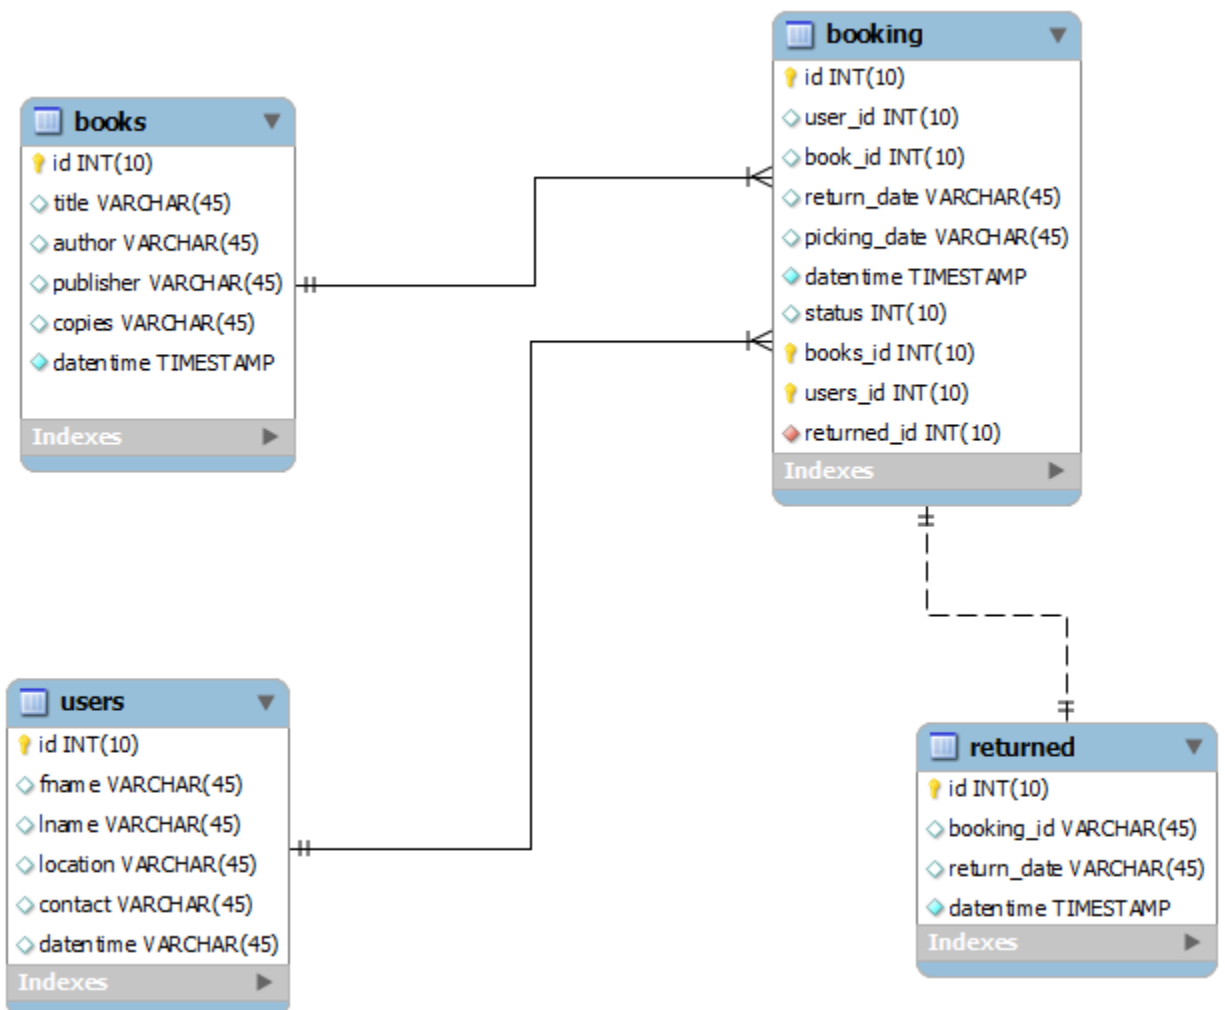 books
id INT(10)
title VARCHAR(45)
author VARCHAR(45)
publisher VARCHAR(45)
copies VARCHAR(45)
datentime TIMESTAMP
Indexes
booking
id INT(10)
user_id INT(10)
book_id INT(10)
return_date VARCHAR(45)
picking_date VARCHAR(45)
datentime TIMESTAMP
status INT(10)
books_id INT(10)
users_id INT(10)
returned_id INT(10)
Indexes
users
id INT(10)
fname VARCHAR(45)
lname VARCHAR(45)
location VARCHAR(45)
contact VARCHAR(45)
datentime VARCHAR(45)
Indexes
returned
id INT(10)
booking_id VARCHAR(45)
return_date VARCHAR(45)
datentime TIMESTAMP
Indexes